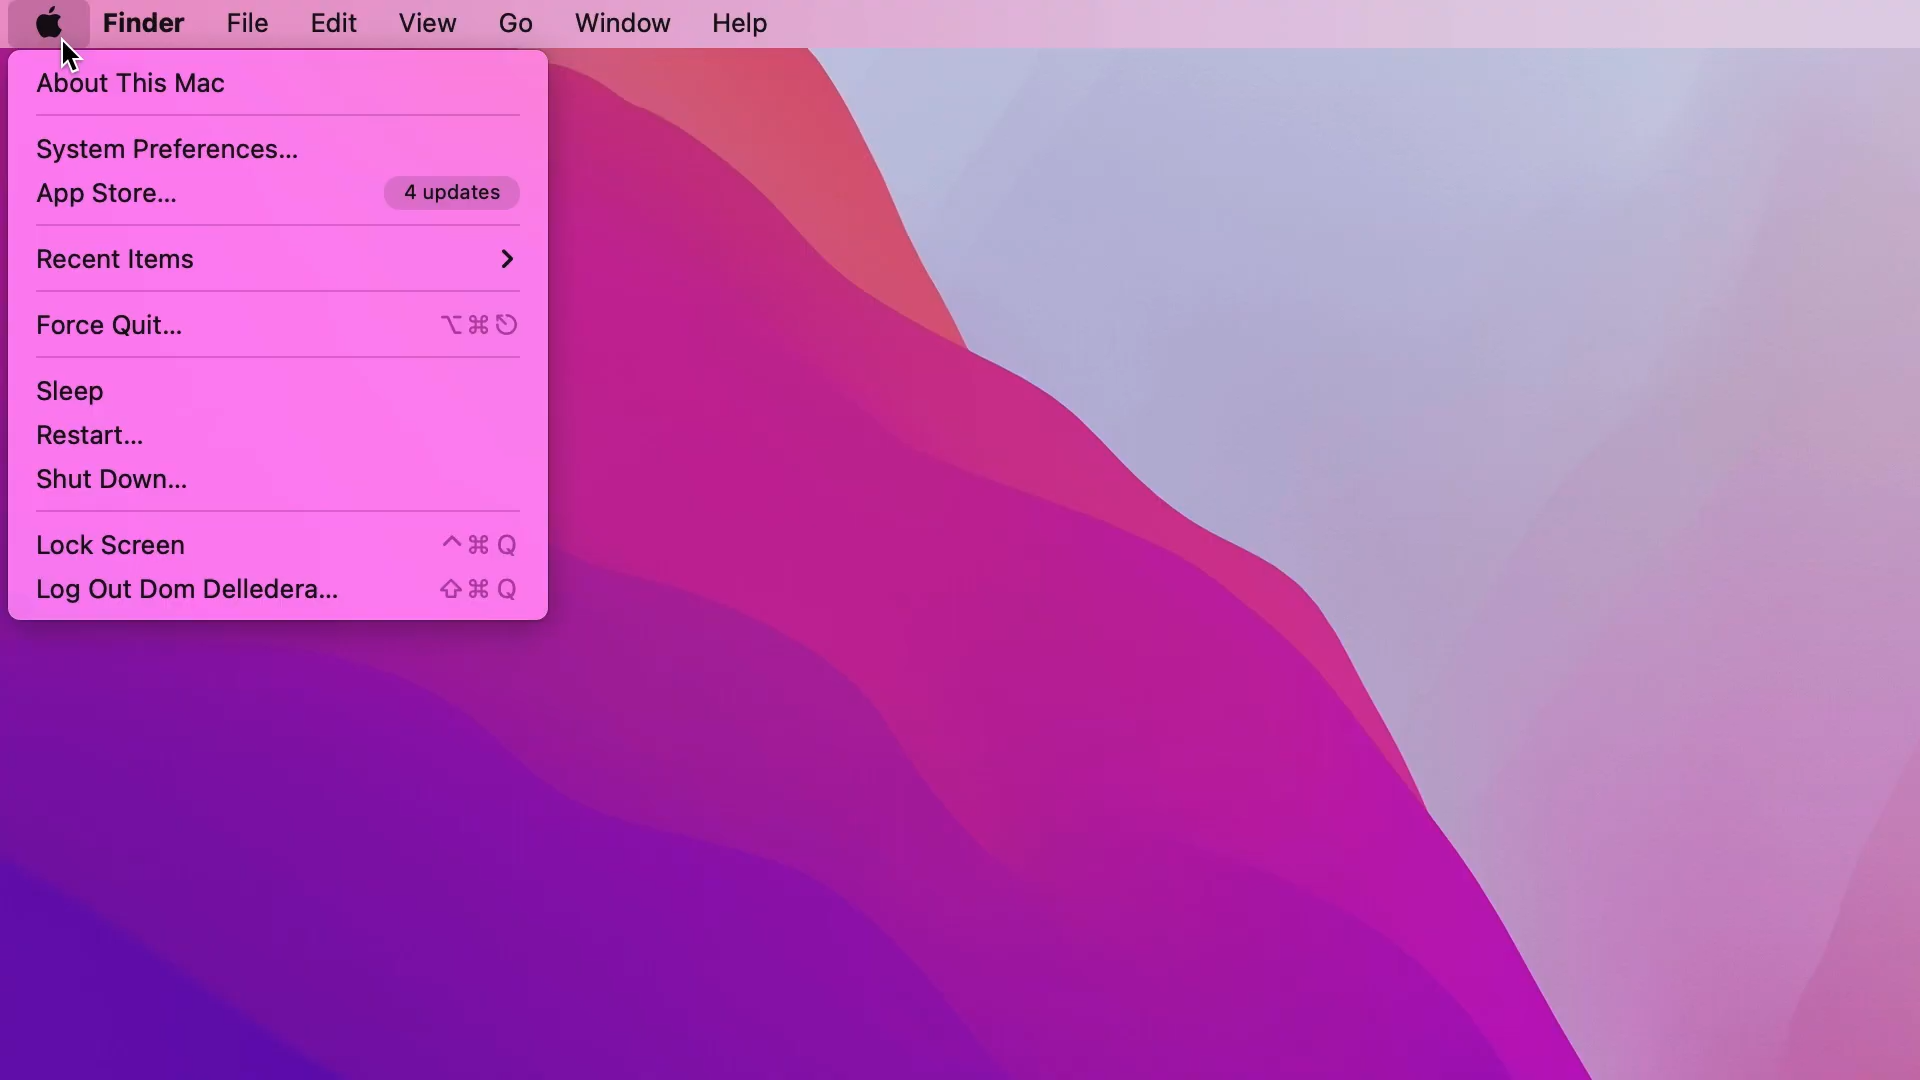 Finder File Edit View Go Window Help
About This Mac
System Preferences...
App Store... 4 updates
Recent Items
Force Quit... ⌥⌘⎋
Sleep
Restart...
Shut Down...
Lock Screen ^⌘Q
Log Out Dom Delledera... ⇧⌘Q